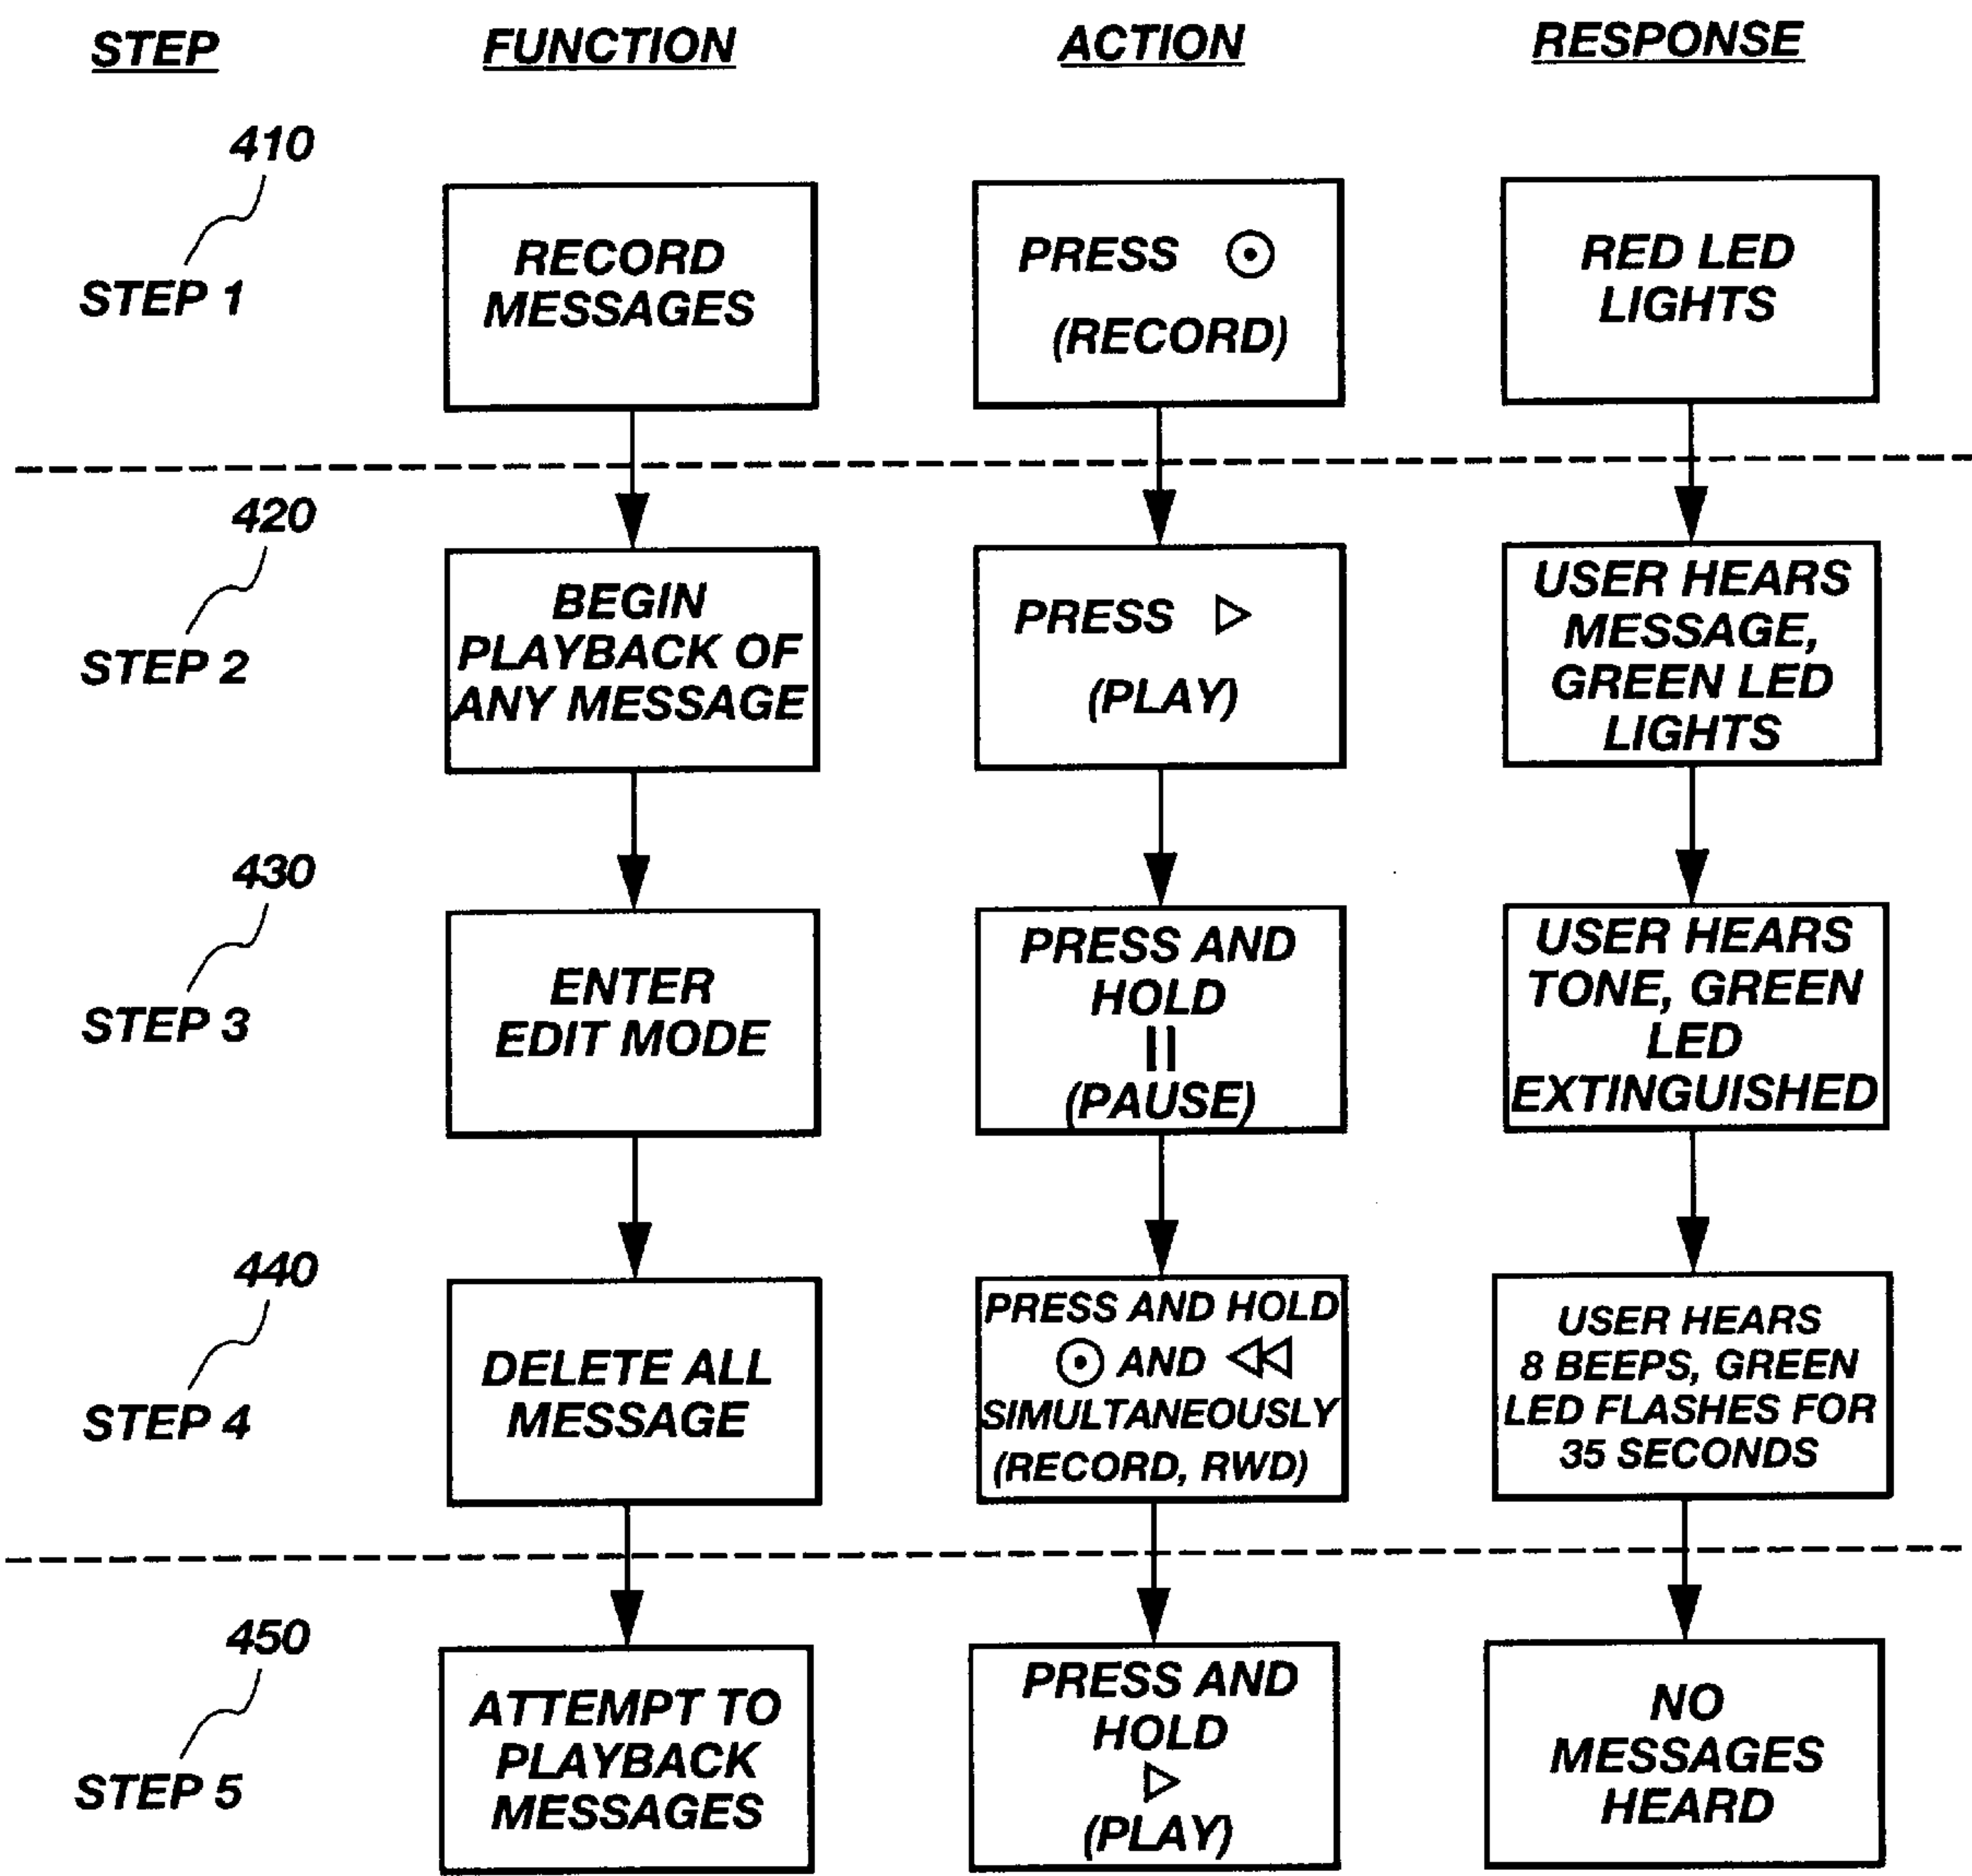 STEP FUNCTION ACTION RESPONSE
410
STEP 1
RECORD
MESSAGES
PRESS
(RECORD)
RED LED
LIGHTS
420
STEP 2
BEGIN
PLAYBACK OF
ANY MESSAGE
PRESS
(PLAY)
USER HEARS
MESSAGE,
GREEN LED
LIGHTS
430
STEP 3
ENTER
EDIT MODE
PRESS AND
HOLD
(PAUSE)
USER HEARS
TONE, GREEN
LED
EXTINGUISHED
440
STEP 4
DELETE ALL
MESSAGE
PRESS AND HOLD
AND
SIMULTANEOUSLY
(RECORD, RWD)
USER HEARS
8 BEEPS, GREEN
LED FLASHES FOR
35 SECONDS
450
STEP 5
ATTEMPT TO
PLAYBACK
MESSAGES
PRESS AND
HOLD
(PLAY)
NO
MESSAGES
HEARD